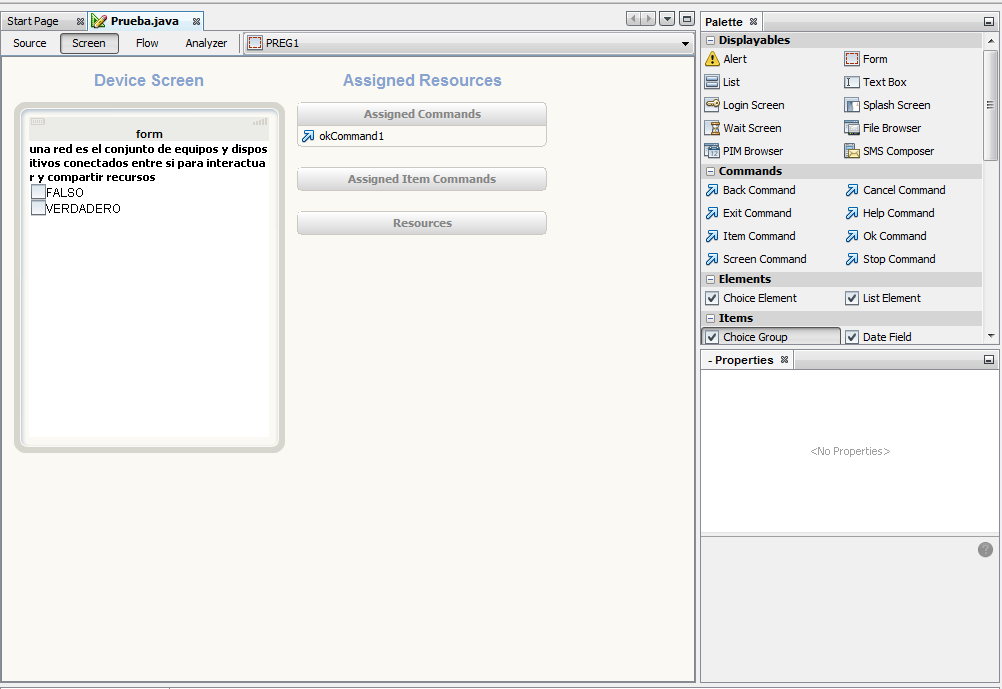 Start Page
Prueba.java
Source Screen Flow Analyzer PREG1
Device Screen
form
una red es el conjunto de equipos y dispos
itivos conectados entre si para interactua
r y compartir recursos
FALSO
VERDADERO
Assigned Resources
Assigned Commands
okCommand1
Assigned Item Commands
Resources
Palette
Displayables
Alert Form
List Text Box
Login Screen Splash Screen
Wait Screen File Browser
PIM Browser SMS Composer
Commands
Back Command Cancel Command
Exit Command Help Command
Item Command Ok Command
Screen Command Stop Command
Elements
Choice Element List Element
Items
Choice Group Date Field
- Properties
<No Properties>
?